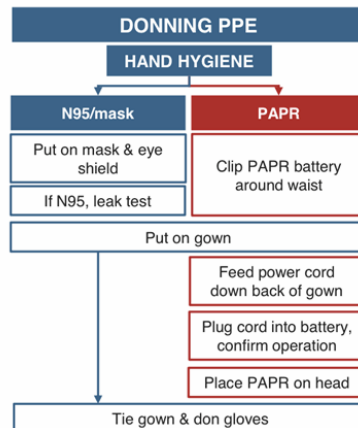 DONNING PPE
HAND HYGIENE
N95/mask
PAPR
Put on mask & eye
shield
Clip PAPR battery
around waist
If N95, leak test
Put on gown
Feed power cord
down back of gown
Plug cord into battery,
confirm operation
Place PAPR on head
Tie gown & don gloves